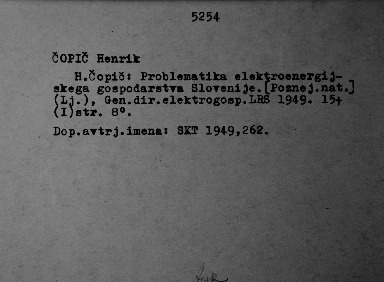 5254
ČOPIČ Henrik
H.Čopič: Problematika elektroenergij-
skega gospodarstva Slovenije.[Poznej.nat.]
(Lj.), Gen.dir.elektrogosp.LRS 1949. 15+
(I)str. 8°.
Dop.avtrj.imena: SKT 1949,262.